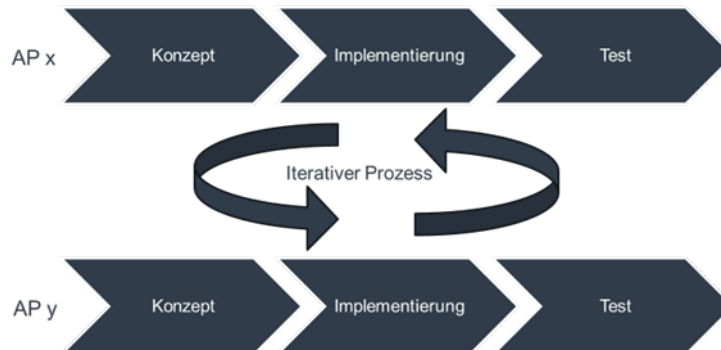 AP x
Konzept
Implementierung
Test
Iterativer Prozess
AP y
Konzept
Implementierung
Test